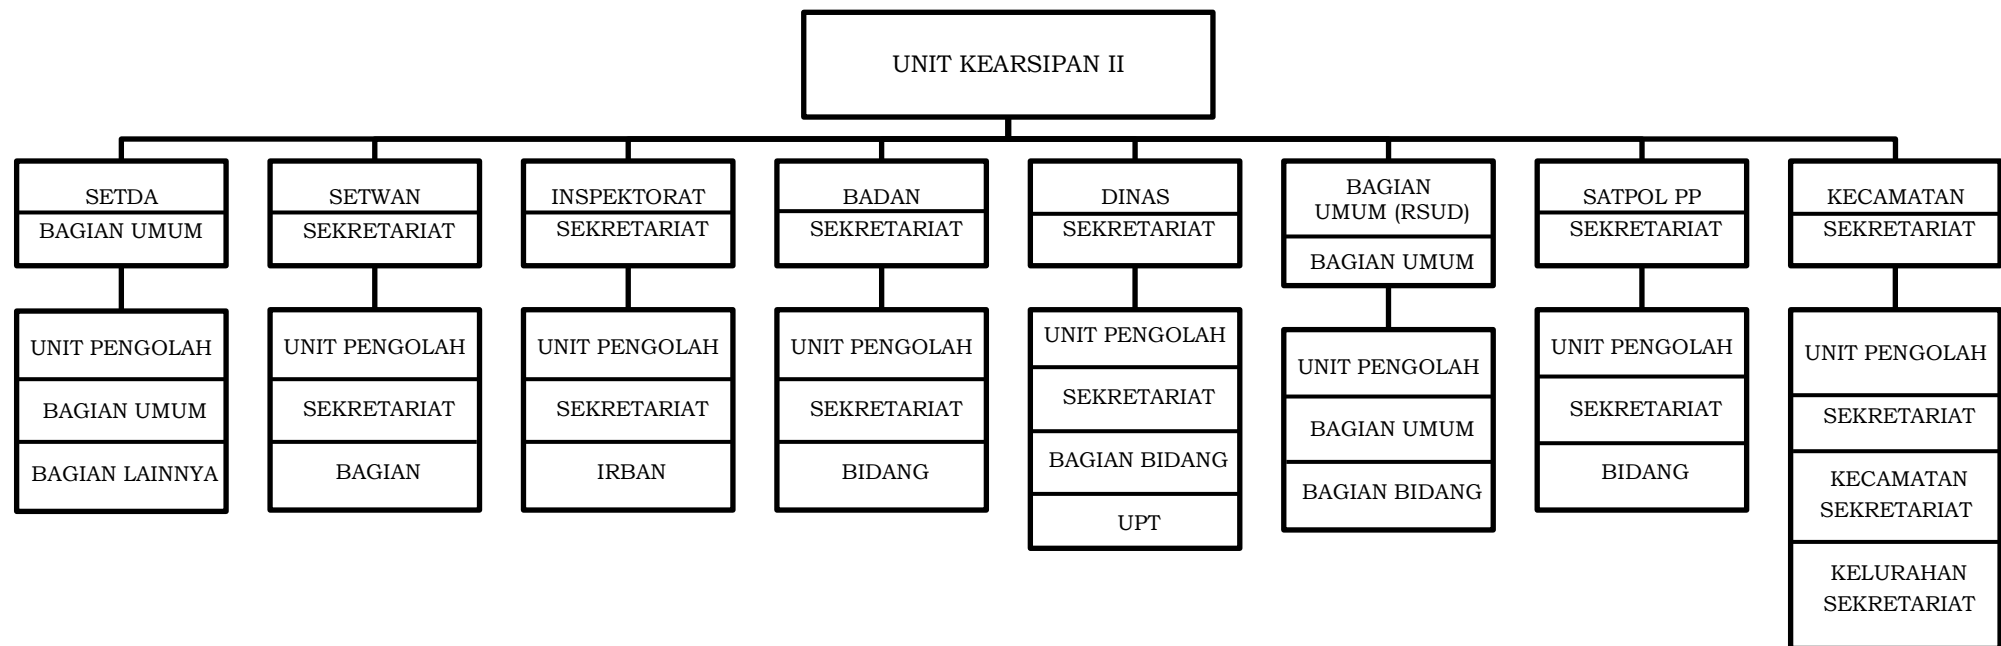 UNIT KEARSIPAN II
SETDA
BAGIAN UMUM
SETWAN
SEKRETARIAT
INSPEKTORAT
SEKRETARIAT
BADAN
SEKRETARIAT
DINAS
SEKRETARIAT
BAGIAN
UMUM (RSUD)
BAGIAN UMUM
SATPOL PP
SEKRETARIAT
KECAMATAN
SEKRETARIAT
UNIT PENGOLAH
BAGIAN UMUM
BAGIAN LAINNYA
UNIT PENGOLAH
SEKRETARIAT
BAGIAN
UNIT PENGOLAH
SEKRETARIAT
IRBAN
UNIT PENGOLAH
SEKRETARIAT
BIDANG
UNIT PENGOLAH
SEKRETARIAT
BAGIAN BIDANG
UPT
UNIT PENGOLAH
BAGIAN UMUM
BAGIAN BIDANG
UNIT PENGOLAH
SEKRETARIAT
BIDANG
UNIT PENGOLAH
SEKRETARIAT
KECAMATAN
SEKRETARIAT
KELURAHAN
SEKRETARIAT